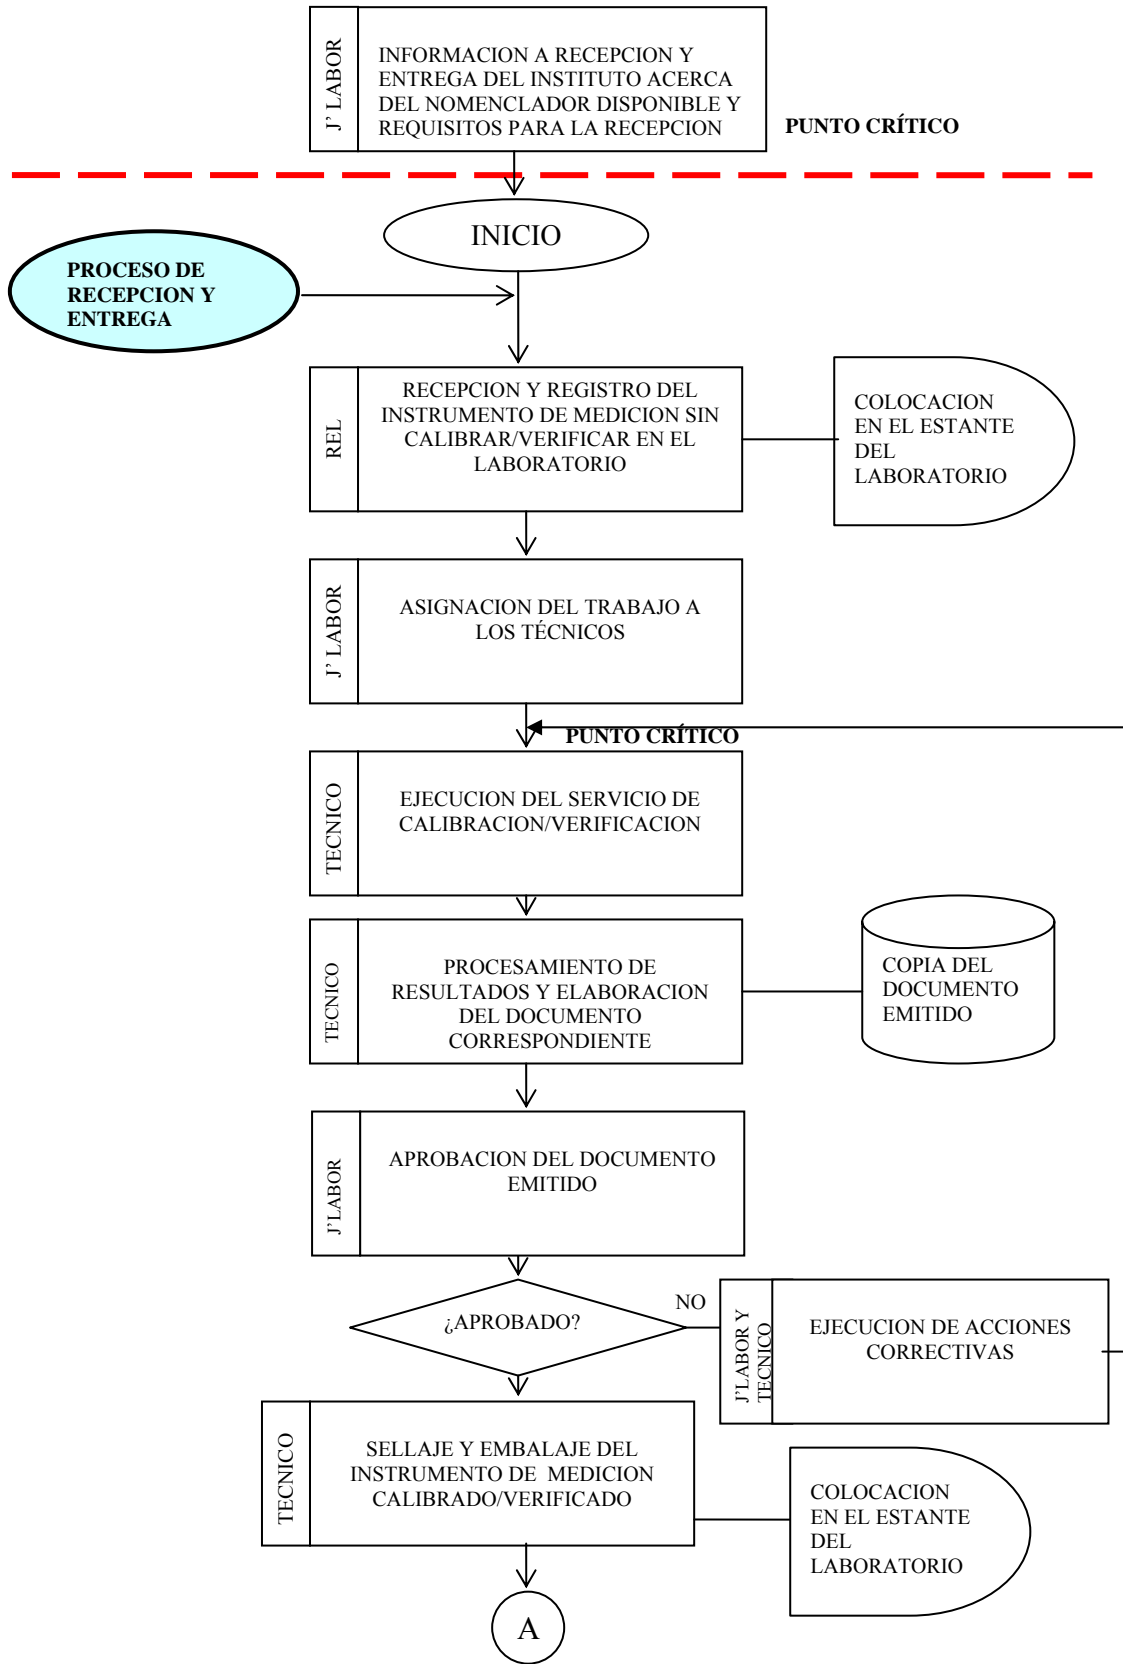 J' LABOR
INFORMACION A RECEPCION Y
ENTREGA DEL INSTITUTO ACERCA
DEL NOMENCLADOR DISPONIBLE Y
REQUISITOS PARA LA RECEPCION
PUNTO CRÍTICO
INICIO
PROCESO DE
RECEPCION Y
ENTREGA
REL
RECEPCION Y REGISTRO DEL
INSTRUMENTO DE MEDICION SIN
CALIBRAR/VERIFICAR EN EL
LABORATORIO
COLOCACION
EN EL ESTANTE
DEL
LABORATORIO
J' LABOR
ASIGNACION DEL TRABAJO A
LOS TÉCNICOS
PUNTO CRÍTICO
TECNICO
EJECUCION DEL SERVICIO DE
CALIBRACION/VERIFICACION
TECNICO
PROCESAMIENTO DE
RESULTADOS Y ELABORACION
DEL DOCUMENTO
CORRESPONDIENTE
COPIA DEL
DOCUMENTO
EMITIDO
J'LABOR
APROBACION DEL DOCUMENTO
EMITIDO
¿APROBADO?
NO
J'LABOR Y
TECNICO
EJECUCION DE ACCIONES
CORRECTIVAS
TECNICO
SELLAJE Y EMBALAJE DEL
INSTRUMENTO DE MEDICION
CALIBRADO/VERIFICADO
COLOCACION
EN EL ESTANTE
DEL
LABORATORIO
A